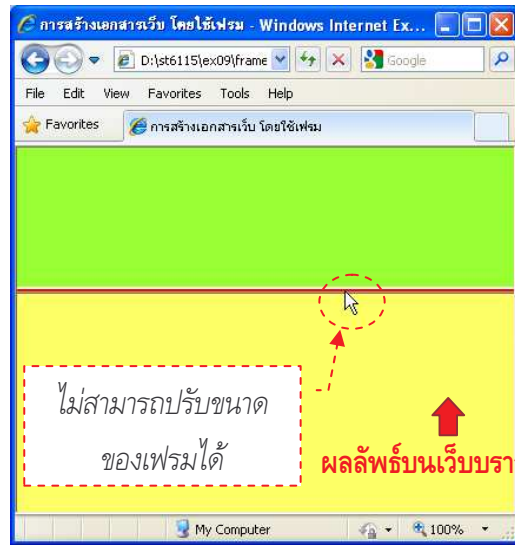 การสร้างเอกสารเว็บ โดยใช้เฟรม - Windows Internet Ex...
D:\st6115\ex09\frame
Google
File Edit View Favorites Tools Help
Favorites
การสร้างเอกสารเว็บ โดยใช้เฟรม
ไม่สามารถปรับขนาด
ของเฟรมได้
ผลลัพธ์บนเว็บบรา
My Computer
100%